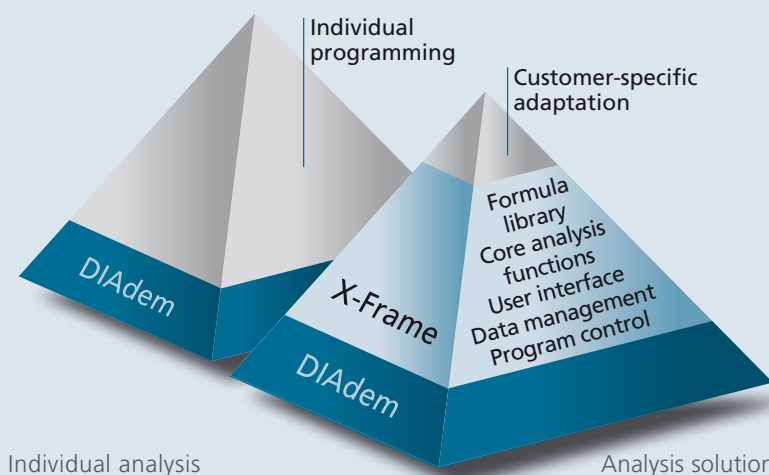 Individual
programming
Customer-specific
adaptation
DIAdem
X-Frame
DIAdem
Formula
library
Core analysis
functions
User interface
Data management
Program control
Individual analysis
Analysis solution